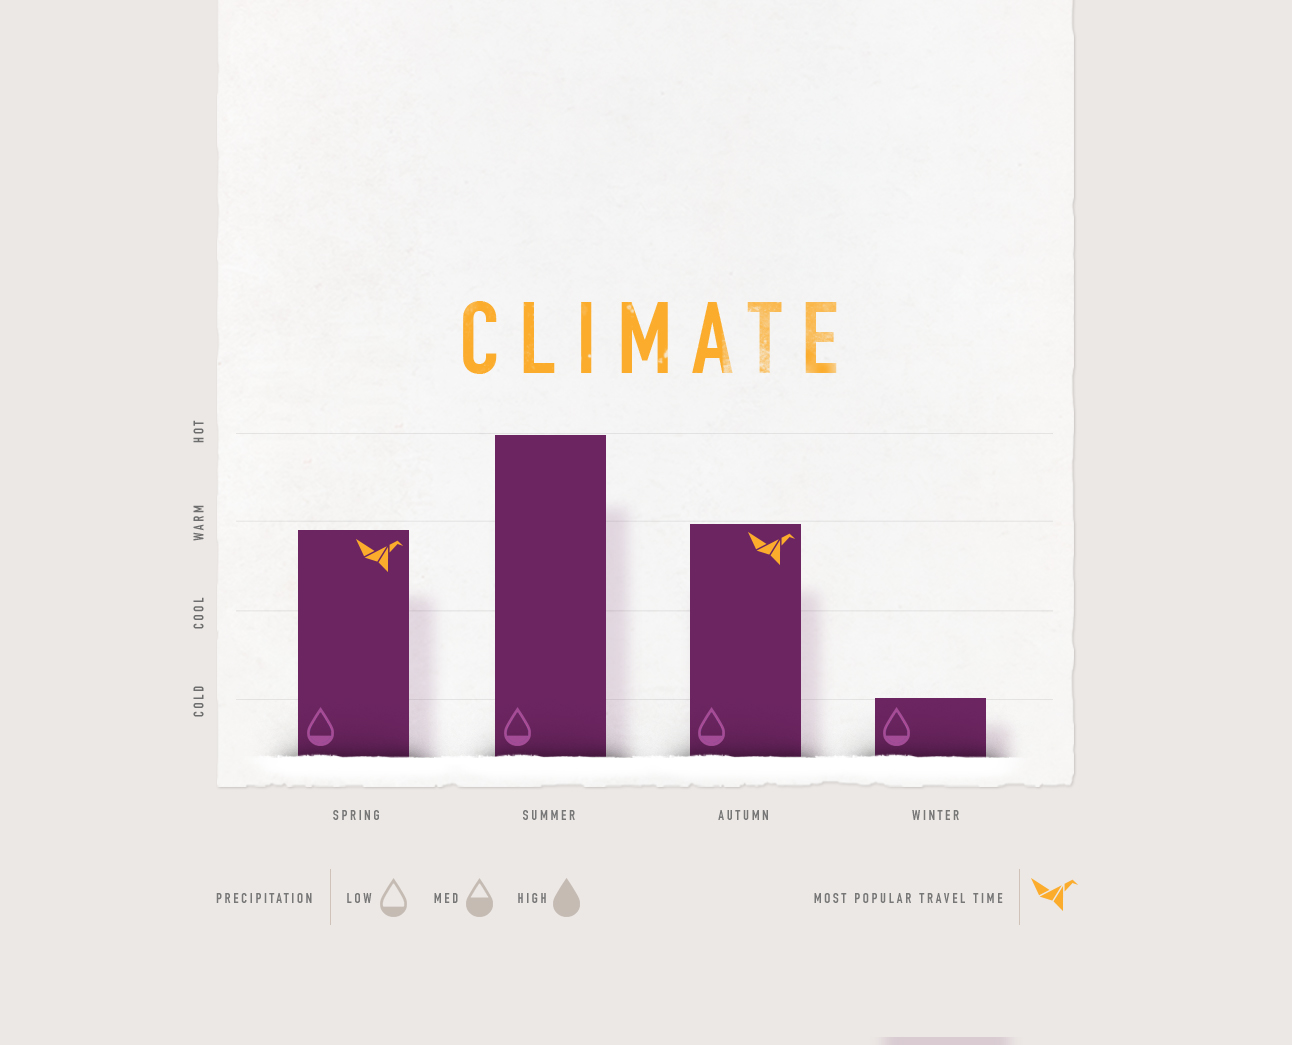 CLIMATE
HOT
WARM
COOL
COLD
SPRING SUMMER AUTUMN WINTER
PRECIPITATION LOW MED HIGH MOST POPULAR TRAVEL TIME